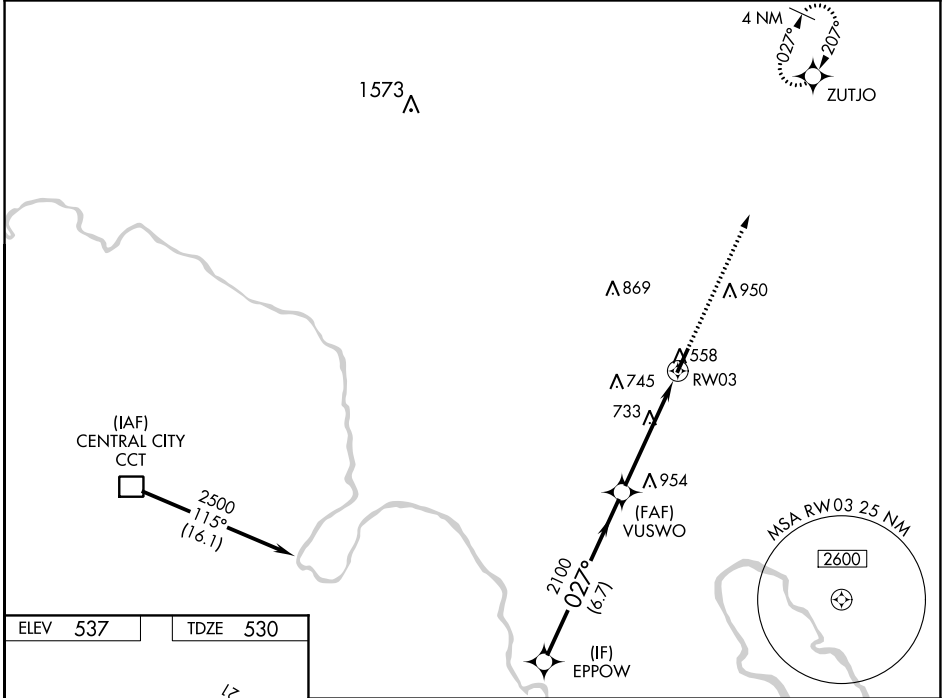 4 NM
027°
207°
ZUTJO
1573
869
950
558
RW03
745
733
(IAF)
CENTRAL CITY
CCT
2500
115°
(16.1)
954
(FAF)
VUSWO
MSA RW03 25 NM
2600
2100
027°
(6.7)
(IF)
EPPOW
ELEV 537
TDZE 530
21